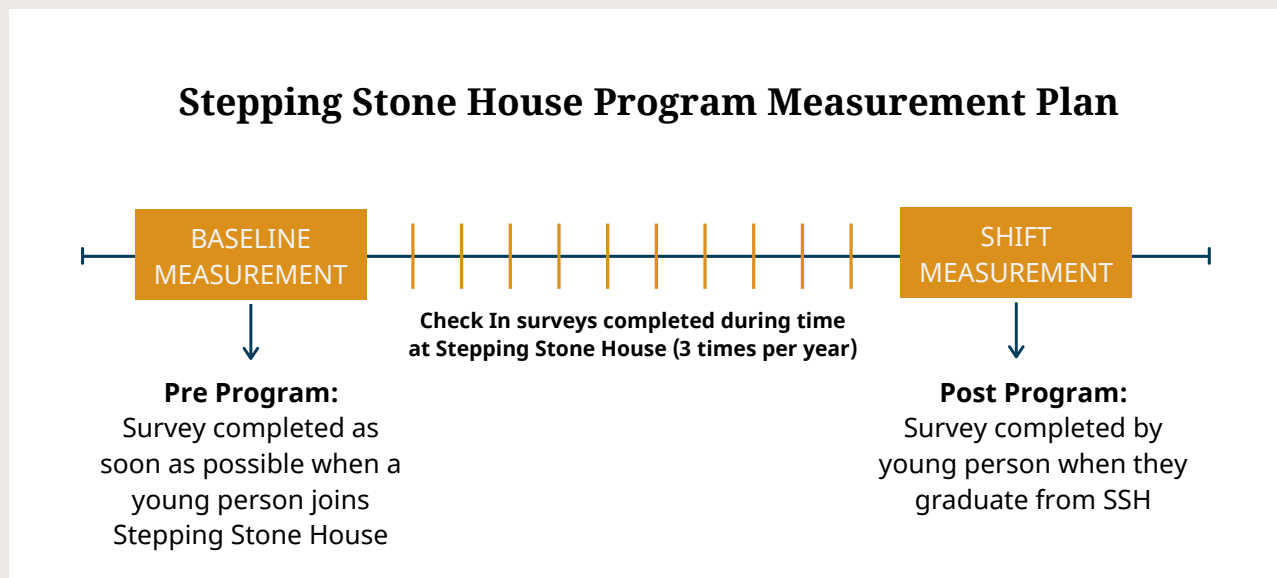 Stepping Stone House Program Measurement Plan
BASELINE
MEASUREMENT
SHIFT
MEASUREMENT
Check In surveys completed during time
at Stepping Stone House (3 times per year)
Pre Program:
Survey completed as
soon as possible when a
young person joins
Stepping Stone House
Post Program:
Survey completed by
young person when they
graduate from SSH